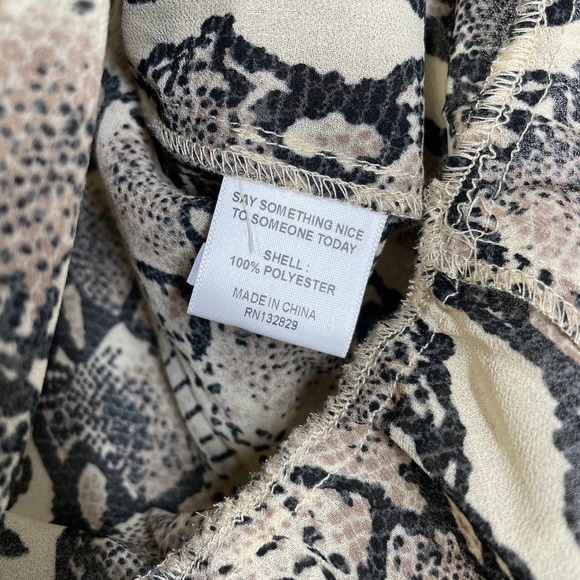 SAY SOMETHING NICE
TO SOMEONE TODAY
SHELL :
100% POLYESTER
MADE IN CHINA
RN132829